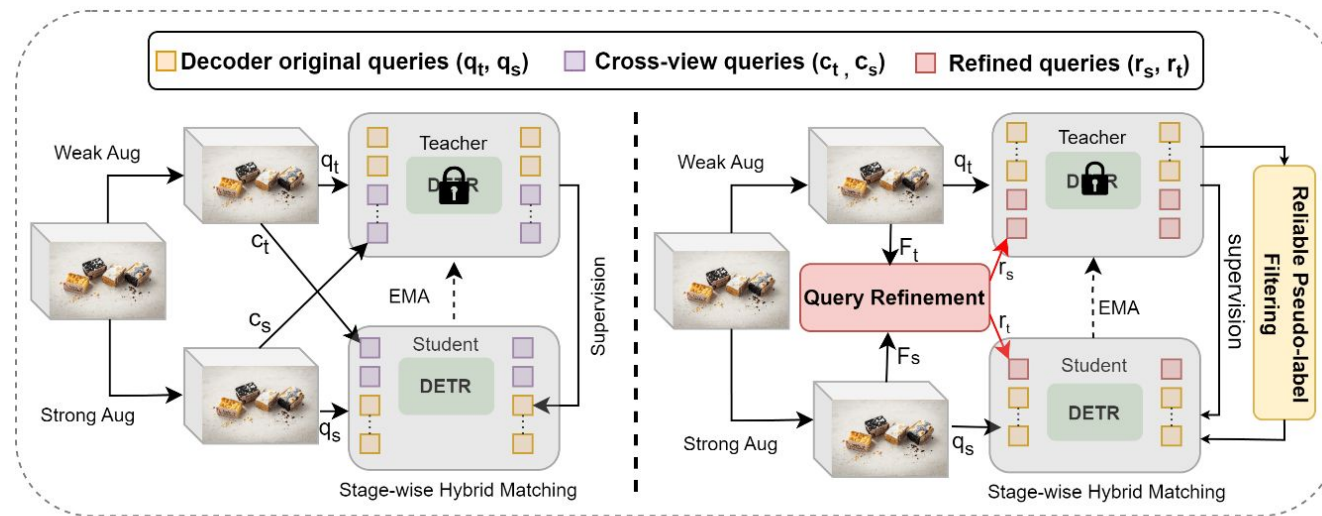 Decoder original queries (qt, qs)
Cross-view queries (ct , cs)
Refined queries (rs, rt)
Weak Aug
qt
Teacher
DETR
ct
cs
EMA
Supervision
Student
DETR
Strong Aug
qs
Stage-wise Hybrid Matching
Weak Aug
qt
Teacher
DETR
Ft
rs
Query Refinement
rt
EMA
Fs
supervision
Reliable Pseudo-label
Filtering
Student
DETR
Strong Aug
qs
Stage-wise Hybrid Matching